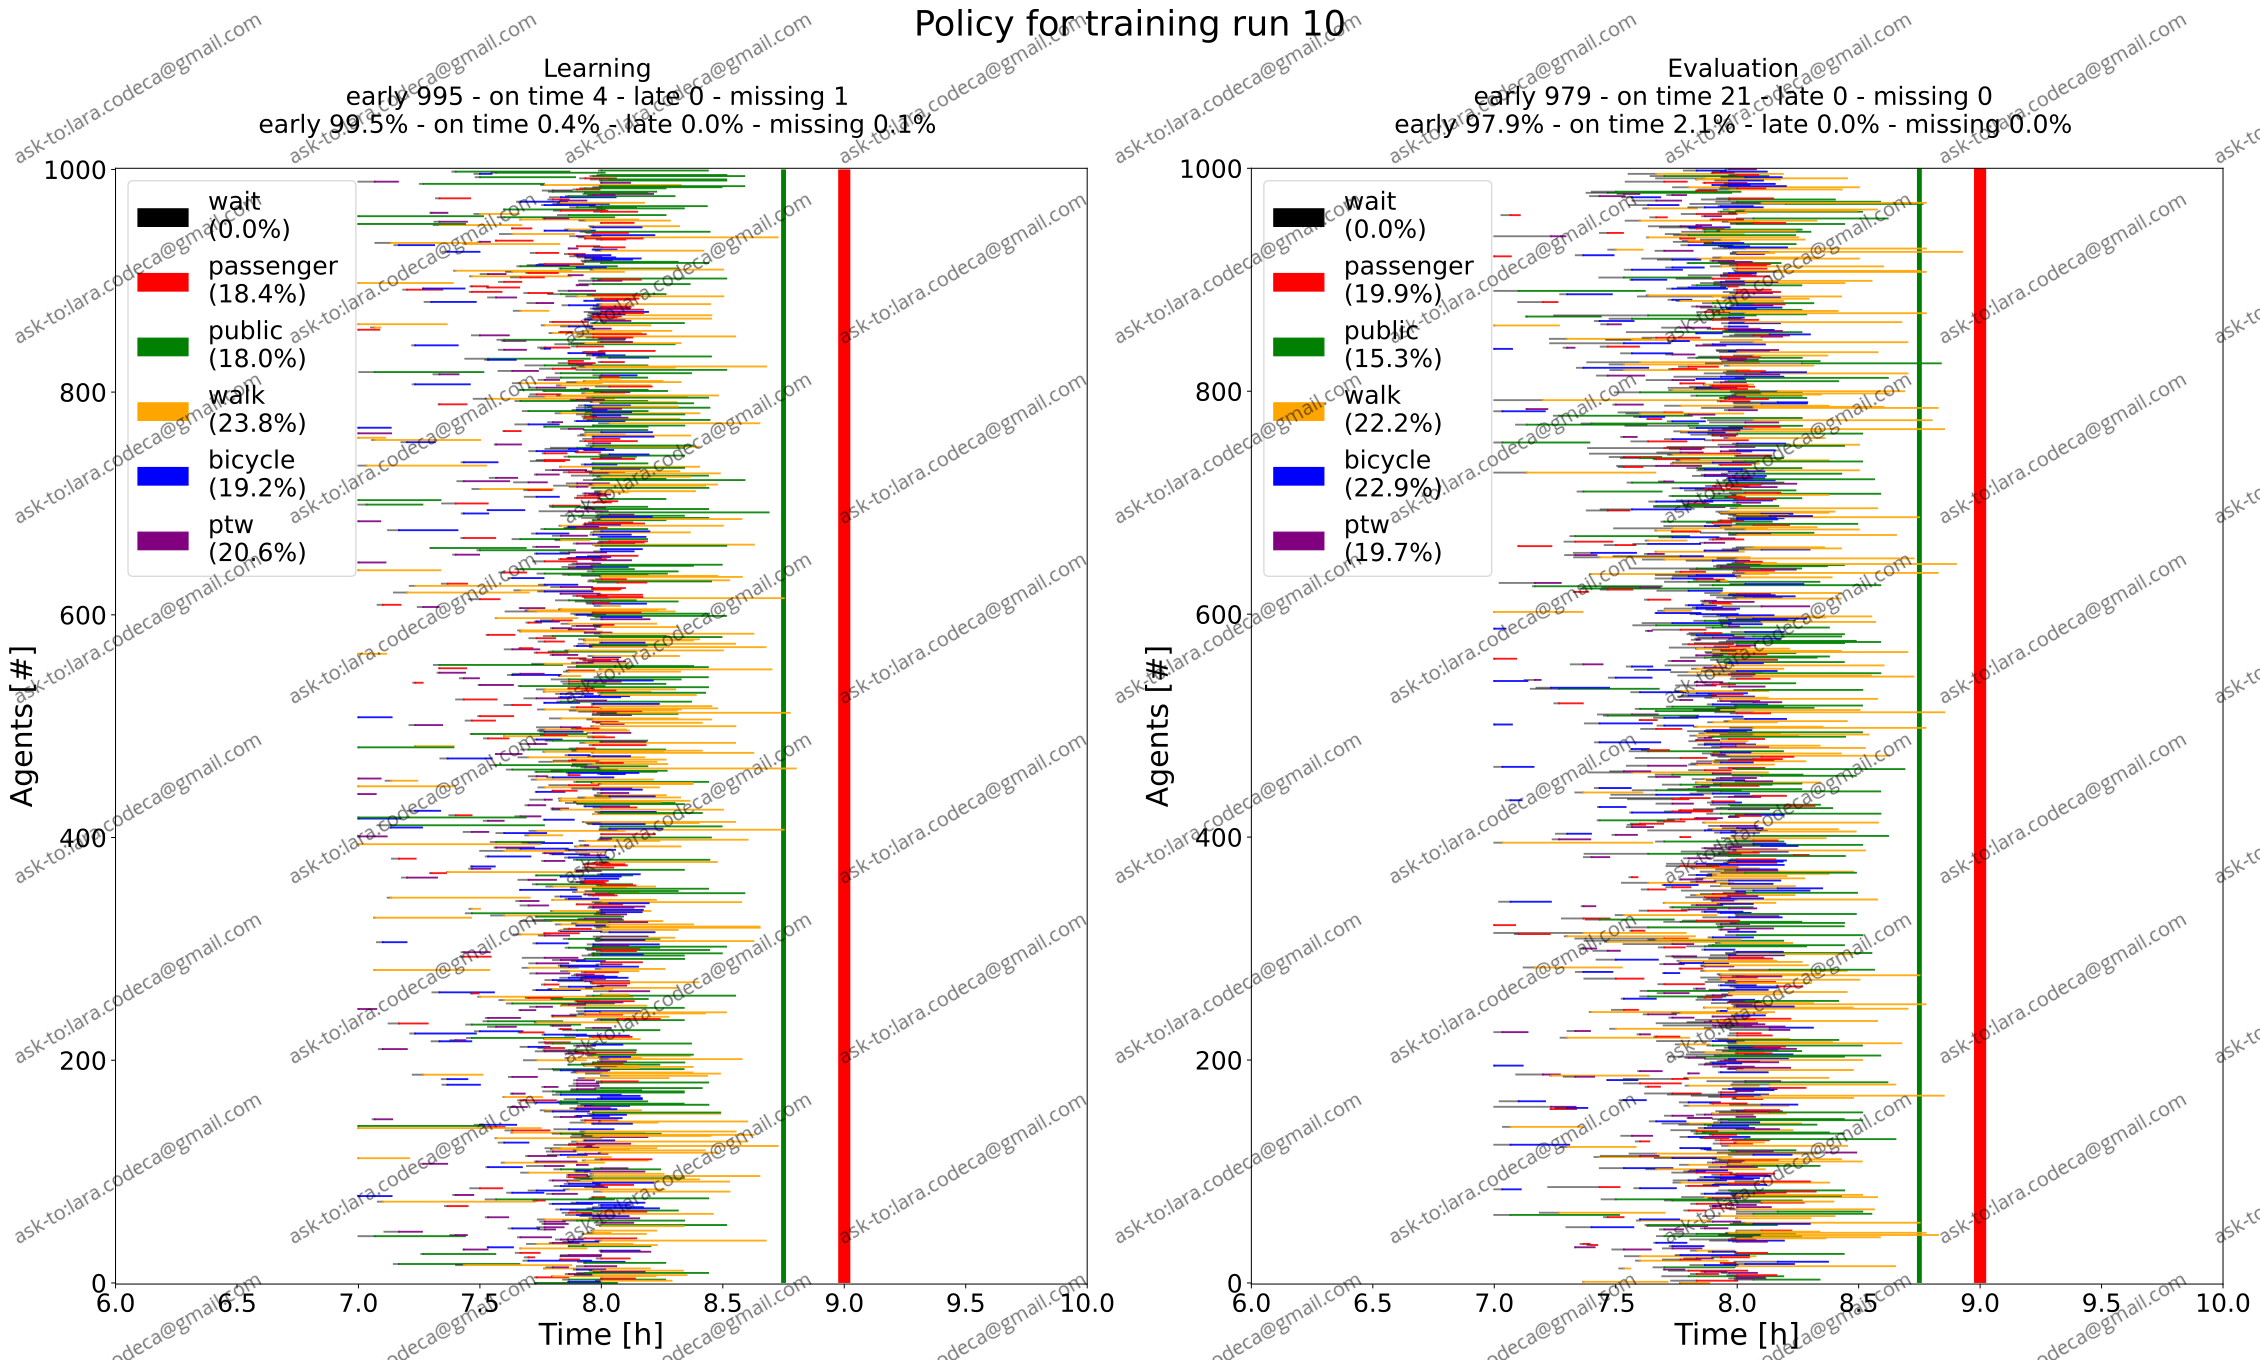 Policy for training run 10
Learning
early 995 - on time 4 - late 0 - missing 1
early 99.5% - on time 0.4% - late 0.0% - missing 0.1%
1000
800
600
400
200
0
Agents [#]
wait
(0.0%)
passenger
(18.4%)
public
(18.0%)
walk
(23.8%)
bicycle
(19.2%)
ptw
(20.6%)
6.0 6.5 7.0 7.5 8.0 8.5 9.0 9.5 10.0
Time [h]
Evaluation
early 979 - on time 21 - late 0 - missing 0
early 97.9% - on time 2.1% - late 0.0% - missing 0.0%
1000
800
600
400
200
0
Agents [#]
wait
(0.0%)
passenger
(19.9%)
public
(15.3%)
walk
(22.2%)
bicycle
(22.9%)
ptw
(19.7%)
6.0 6.5 7.0 7.5 8.0 8.5 9.0 9.5 10.0
Time [h]
ask-to:lara.codeca@gmail.com